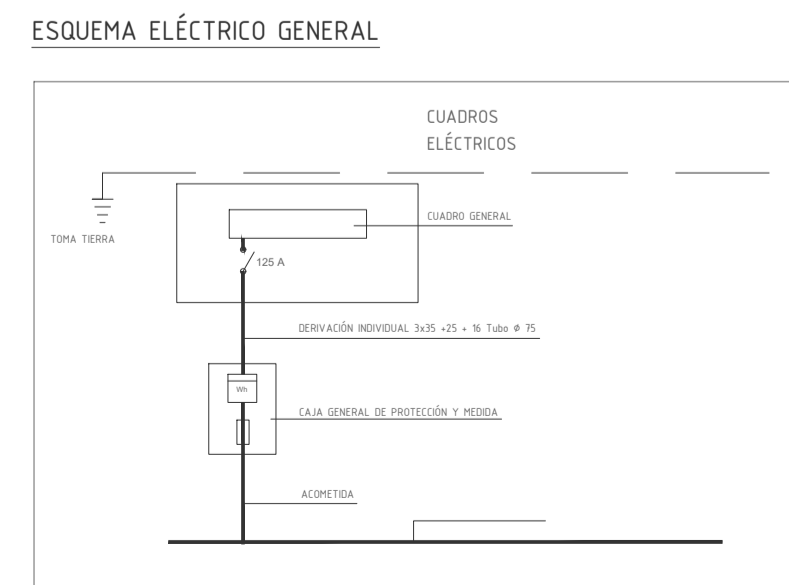 ESQUEMA ELÉCTRICO GENERAL
CUADROS
ELÉCTRICOS
TOMA TIERRA
CUADRO GENERAL
125 A
DERIVACIÓN INDIVIDUAL 3x35 +25 + 16 Tubo Ø 75
Wh
CAJA GENERAL DE PROTECCIÓN Y MEDIDA
ACOMETIDA